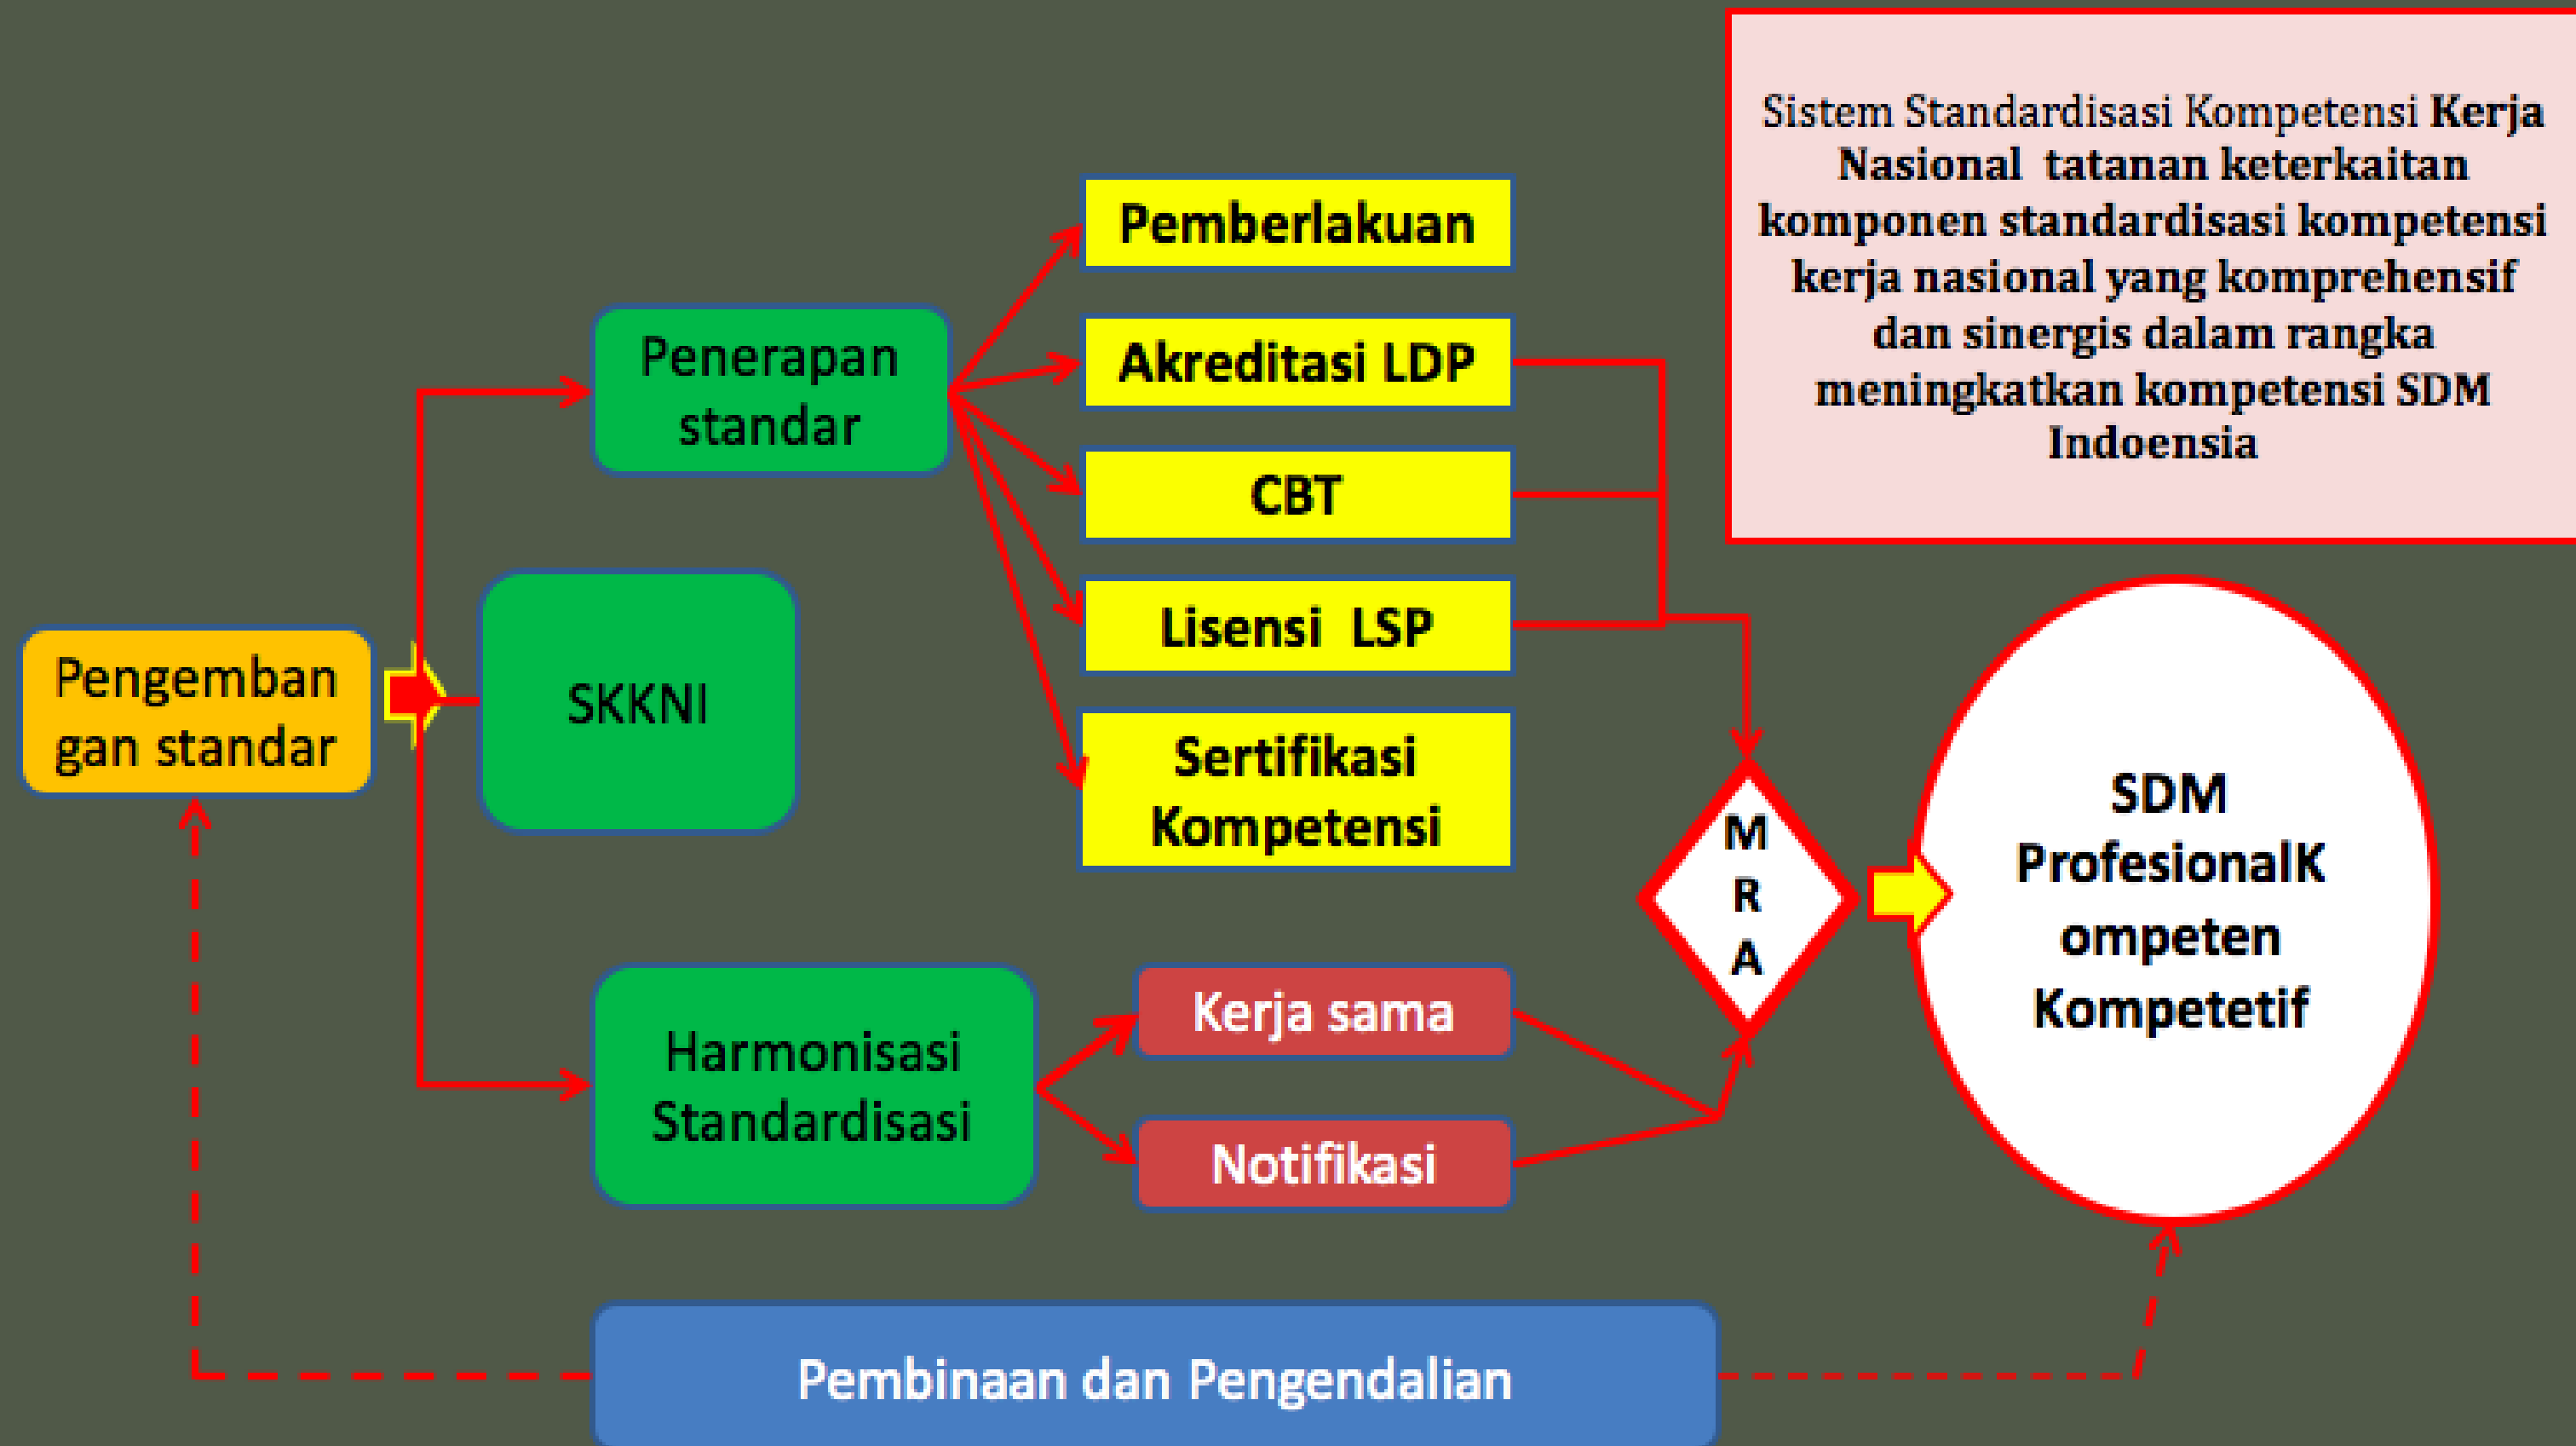 Sistem Standardisasi Kompetensi Kerja
Nasional tatanan keterkaitan
komponen standardisasi kompetensi
kerja nasional yang komprehensif
dan sinergis dalam rangka
meningkatkan kompetensi SDM
Indoensia
Pengemban
gan standar
SKKNI
Penerapan
standar
Pemberlakuan
Akreditasi LDP
CBT
Lisensi LSP
Sertifikasi
Kompetensi
Harmonisasi
Standardisasi
Kerja sama
Notifikasi
M
R
A
SDM
ProfesionalK
ompeten
Kompetetif
Pembinaan dan Pengendalian